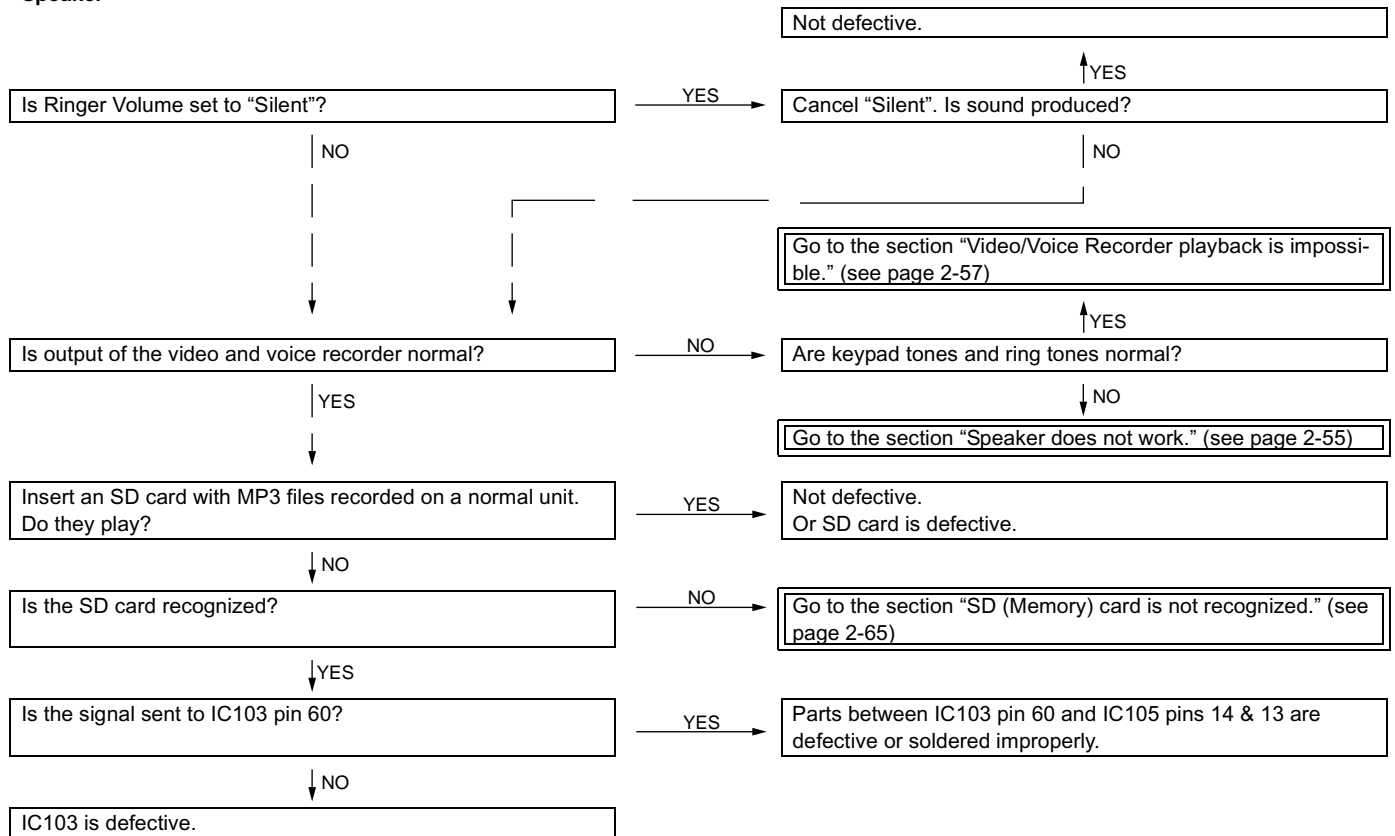 Speaker
Not defective.
YES
Is Ringer Volume set to “Silent”?
YES
Cancel “Silent”. Is sound produced?
NO
NO
Go to the section “Video/Voice Recorder playback is impossi-
ble.” (see page 2-57)
YES
Is output of the video and voice recorder normal?
NO
Are keypad tones and ring tones normal?
YES
NO
Go to the section “Speaker does not work.” (see page 2-55)
Insert an SD card with MP3 files recorded on a normal unit.
Do they play?
YES
Not defective.
Or SD card is defective.
NO
Is the SD card recognized?
NO
Go to the section “SD (Memory) card is not recognized.” (see
page 2-65)
YES
Is the signal sent to IC103 pin 60?
YES
Parts between IC103 pin 60 and IC105 pins 14 & 13 are
defective or soldered improperly.
NO
IC103 is defective.